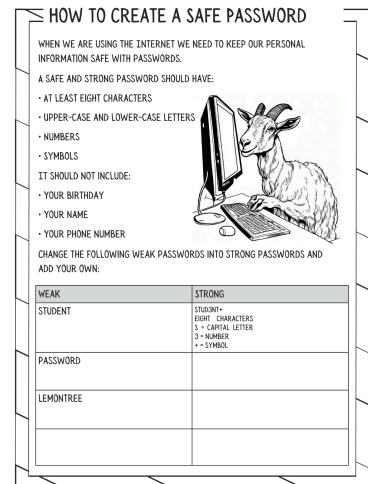 HOW TO CREATE A SAFE PASSWORD
WHEN WE ARE USING THE INTERNET WE NEED TO KEEP OUR PERSONAL
INFORMATION SAFE WITH PASSWORDS.
A SAFE AND STRONG PASSWORD SHOULD HAVE:
• AT LEAST EIGHT CHARACTERS
• UPPER-CASE AND LOWER-CASE LETTERS
• NUMBERS
• SYMBOLS
IT SHOULD NOT INCLUDE:
• YOUR BIRTHDAY
• YOUR NAME
• YOUR PHONE NUMBER
CHANGE THE FOLLOWING WEAK PASSWORDS INTO STRONG PASSWORDS AND
ADD YOUR OWN:
WEAK STRONG
STUDENT STUD3NT+
EIGHT CHARACTERS
S = CAPITAL LETTER
3 = NUMBER
+ = SYMBOL
PASSWORD
LEMONTREE